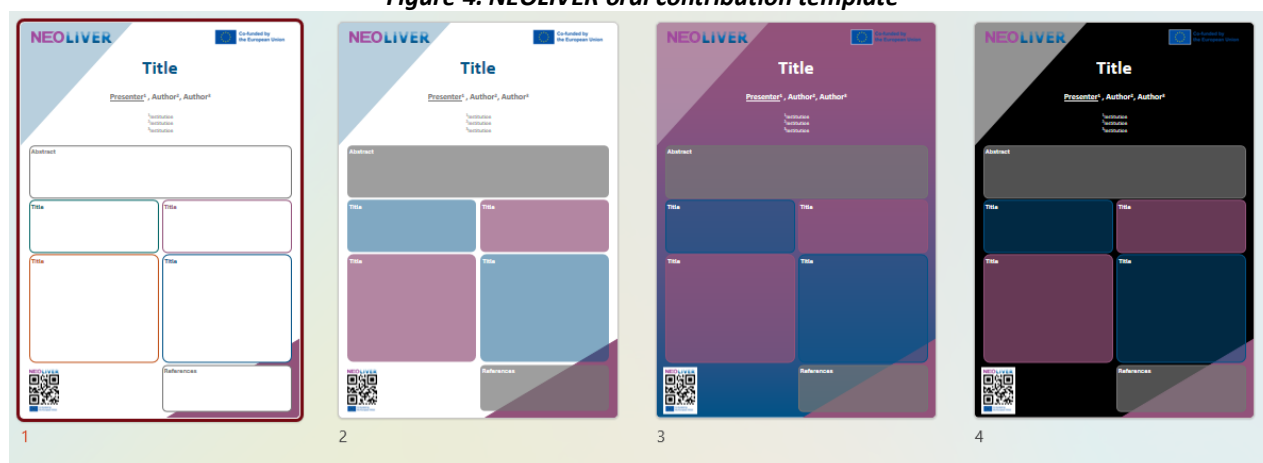 Figure 4. NEOLIVER oral contribution template
NEOLIVER
Co-funded by
the European Union
Title
Presenter¹ , Author², Author³
¹Institution
²Institution
³Institution
Abstract
Title Title
Title Title
References
NEOLIVER
1
NEOLIVER
Co-funded by
the European Union
Title
Presenter¹ , Author², Author³
¹Institution
²Institution
³Institution
Abstract
Title Title
Title Title
References
NEOLIVER
2
NEOLIVER
Co-funded by
the European Union
Title
Presenter¹ , Author², Author³
¹Institution
²Institution
³Institution
Abstract
Title Title
Title Title
References
NEOLIVER
3
NEOLIVER
Co-funded by
the European Union
Title
Presenter¹ , Author², Author³
¹Institution
²Institution
³Institution
Abstract
Title Title
Title Title
References
NEOLIVER
4